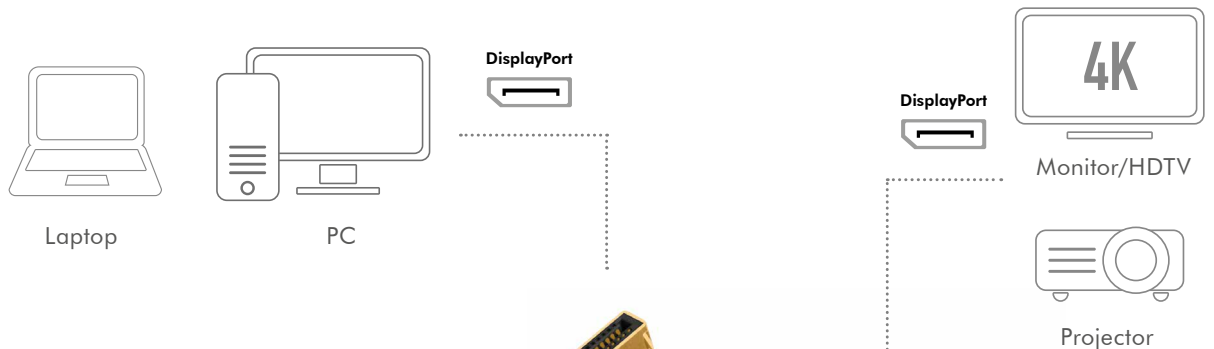 DisplayPort
4K
DisplayPort
Monitor/HDTV
Laptop
PC
Projector